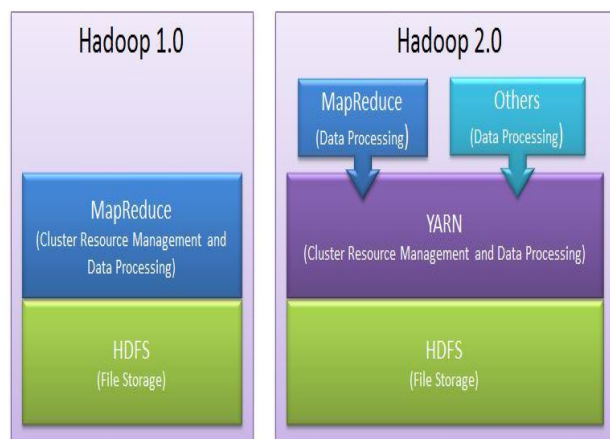 Hadoop 1.0
MapReduce
(Cluster Resource Management and
Data Processing)
HDFS
(File Storage)
Hadoop 2.0
MapReduce
(Data Processing)
Others
(Data Processing)
YARN
(Cluster Resource Management and Data Processing)
HDFS
(File Storage)